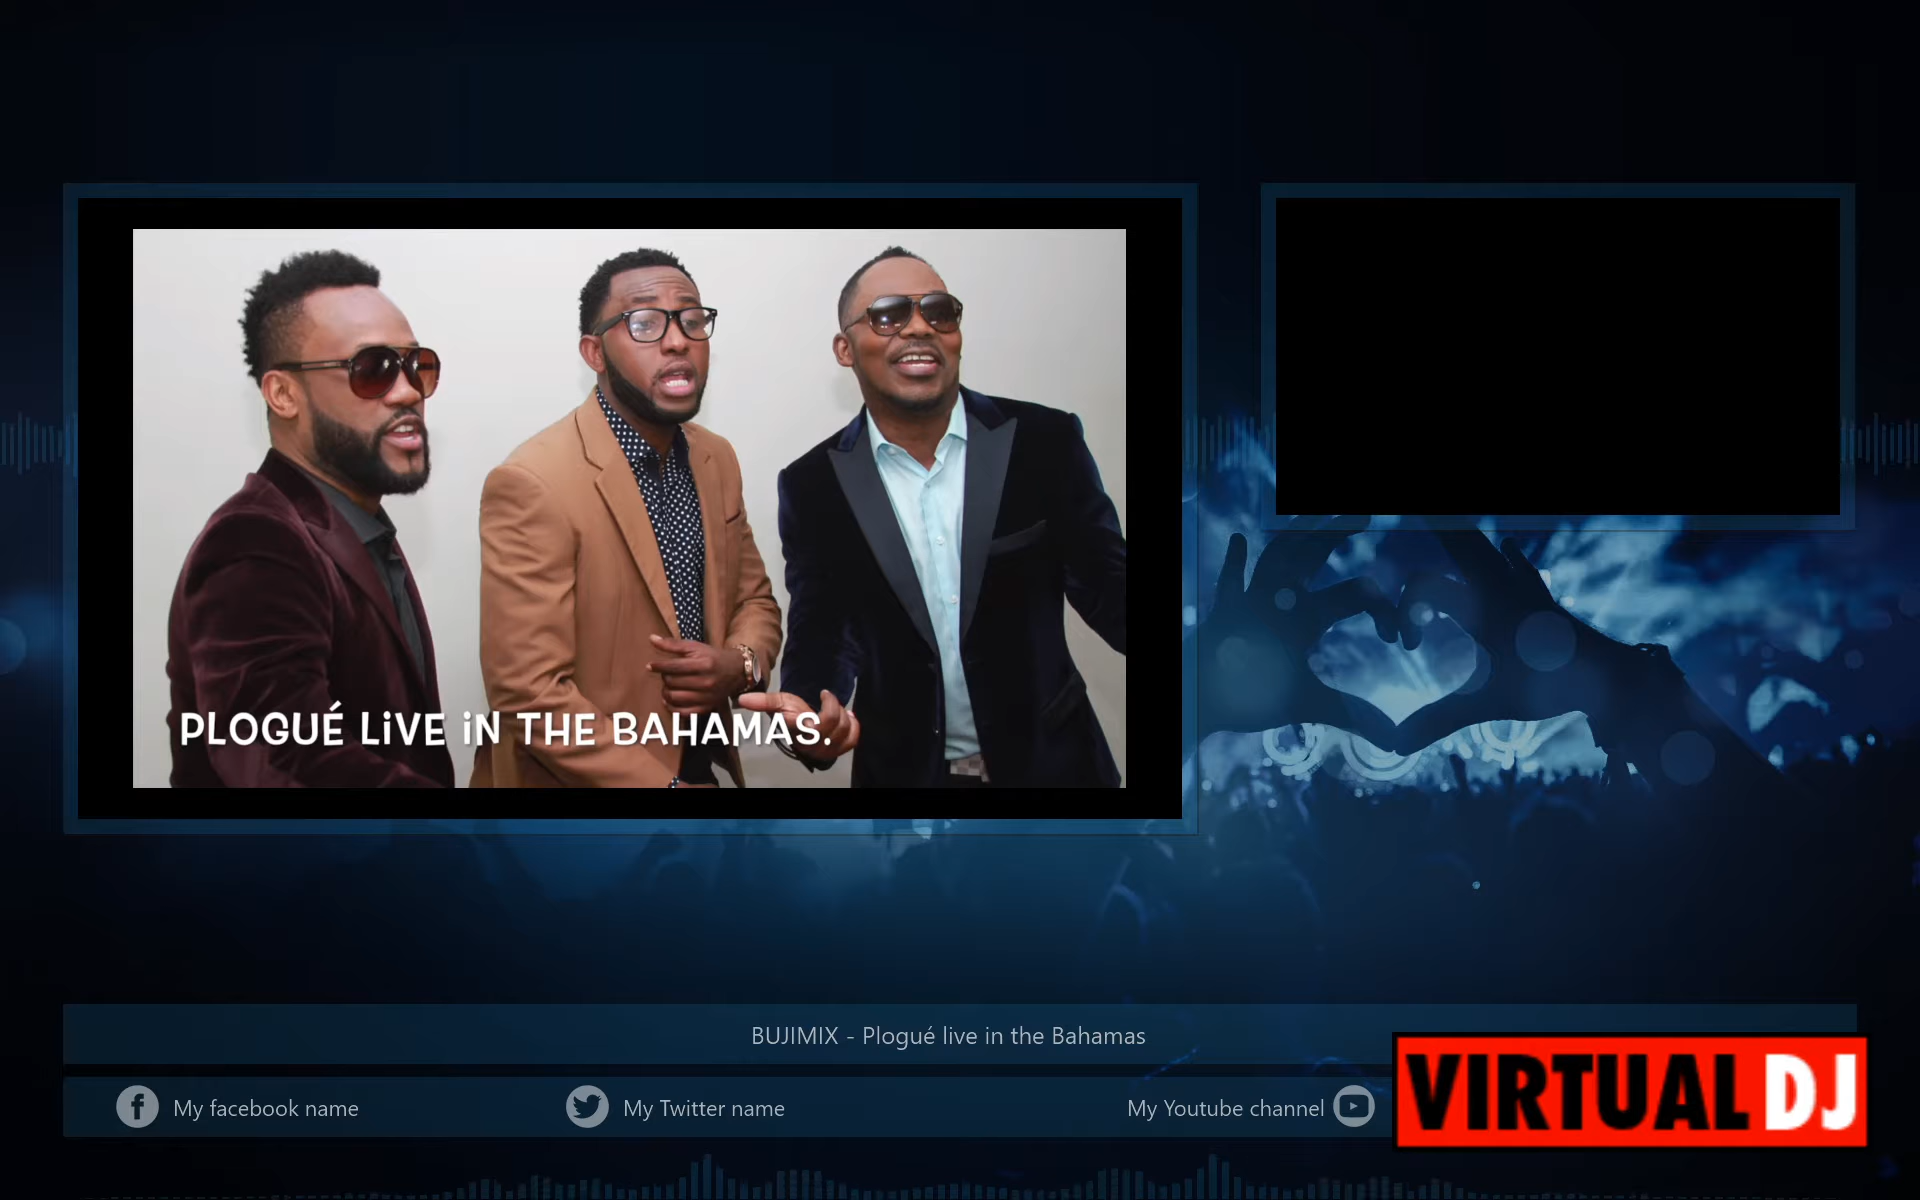 PLOGUÉ LiVE iN THE BAHAMAS.
BUJIMIX - Plogué live in the Bahamas
My facebook name
My Twitter name
My Youtube channel
VIRTUAL DJ